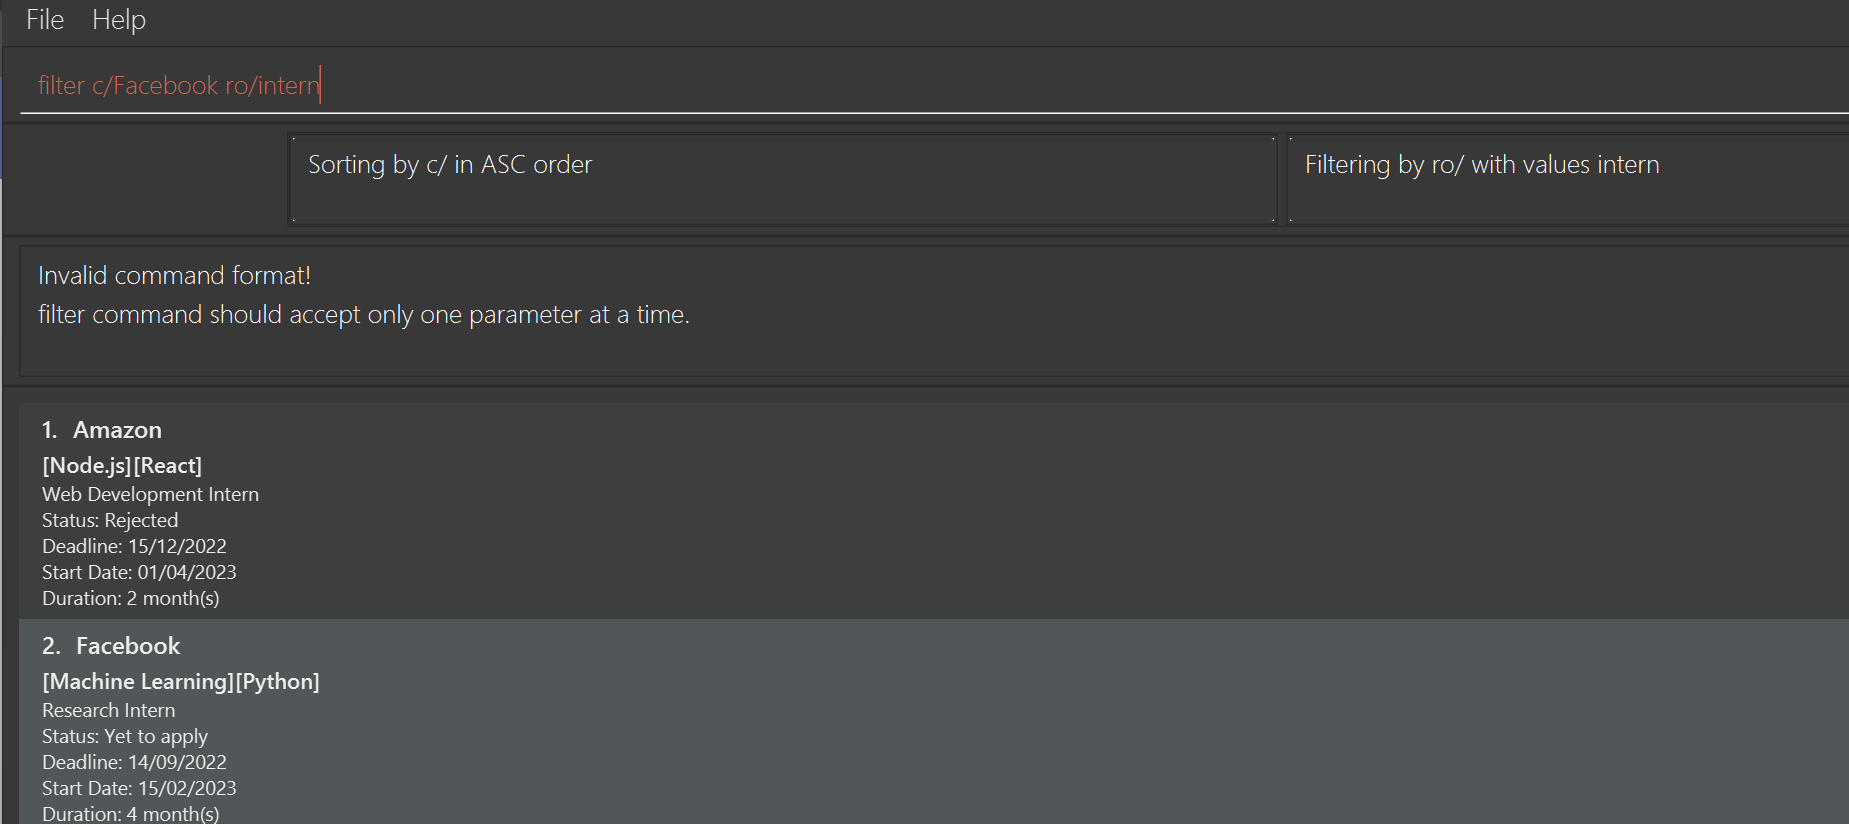 File Help
filter c/Facebook ro/intern
Sorting by c/ in ASC order
Filtering by ro/ with values intern
Invalid command format!
filter command should accept only one parameter at a time.
1. Amazon
[Node.js][React]
Web Development Intern
Status: Rejected
Deadline: 15/12/2022
Start Date: 01/04/2023
Duration: 2 month(s)
2. Facebook
[Machine Learning][Python]
Research Intern
Status: Yet to apply
Deadline: 14/09/2022
Start Date: 15/02/2023
Duration: 4 month(s)